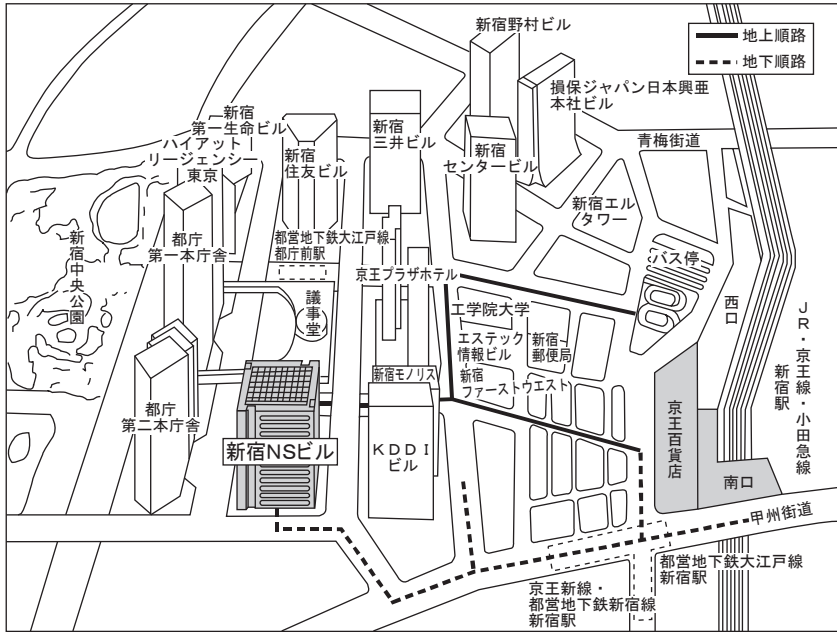 新宿野村ビル
地上順路
地下順路
損保ジャパン日本興亜
本社ビル
新宿
第一生命ビル
ハイアット
リージェンシー
東京
新宿
住友ビル
新宿
三井ビル
新宿
センタービル
青梅街道
新宿エル
タワー
新宿中央公園
都庁
第一本庁舎
都営地下鉄大江戸線
都庁前駅
京王プラザホテル
バス停
議事堂
工学院大学
エステック
情報ビル
新宿
郵便局
西口
JR・京王線・小田急線
新宿駅
新宿モノリス
新宿
ファーストウエスト
都庁
第二本庁舎
新宿NSビル
KDDI
ビル
京王百貨店
南口
甲州街道
都営地下鉄大江戸線
新宿駅
京王新線・
都営地下鉄新宿線
新宿駅